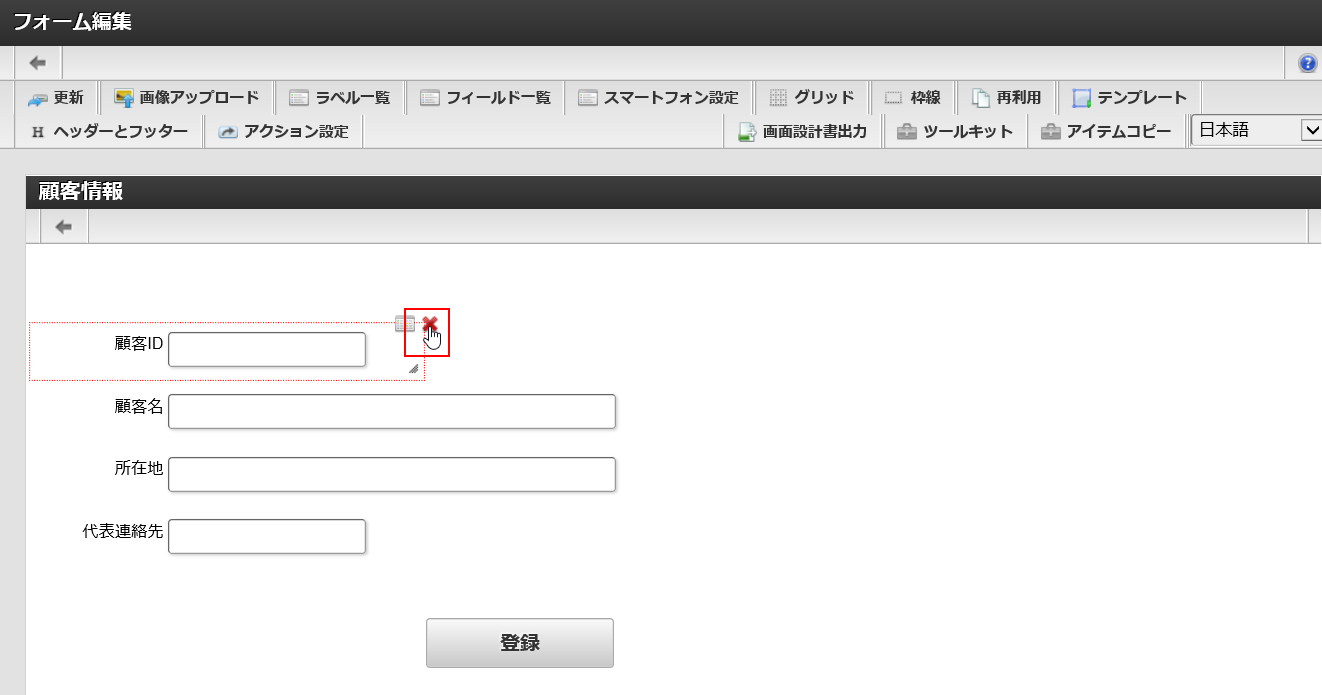 フォーム編集
更新 画像アップロード ラベル一覧 フィールド一覧 スマートフォン設定 グリッド 枠線 再利用 テンプレート
H ヘッダーとフッター アクション設定 画面設計書出力 ツールキット アイテムコピー 日本語
顧客情報
顧客ID
顧客名
所在地
代表連絡先
登録